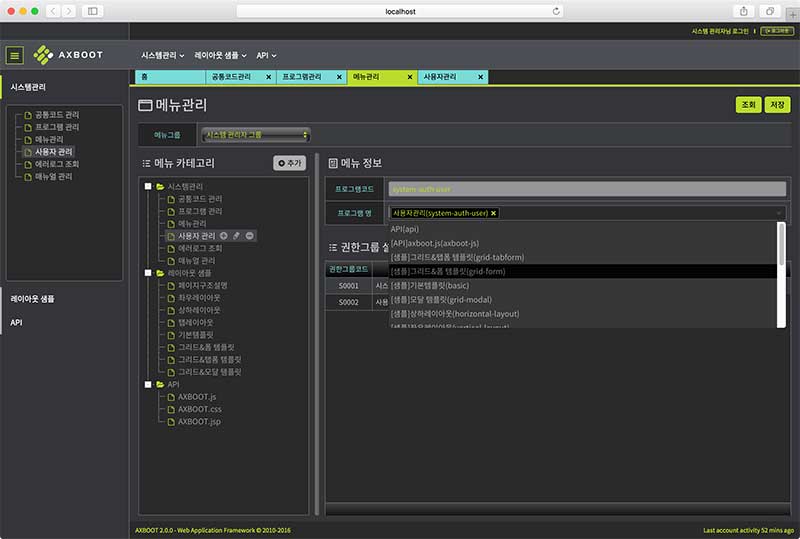 localhost
시스템 관리자님 로그인
로그아웃
AXBOOT
시스템관리
레이아웃 샘플
API
시스템관리
공통코드 관리
프로그램 관리
메뉴관리
사용자 관리
에러로그 조회
매뉴얼 관리
레이아웃 샘플
API
홈
공통코드관리
프로그램관리
메뉴관리
사용자관리
메뉴관리
조회
저장
메뉴그룹
시스템 관리자 그룹
메뉴 카테고리
추가
시스템관리
공통코드 관리
프로그램 관리
메뉴관리
사용자 관리
에러로그 조회
매뉴얼 관리
레이아웃 샘플
페이지구조설명
좌우레이아웃
상하레이아웃
탭레이아웃
기본템플릿
그리드&폼 템플릿
그리드&탭폼 템플릿
그리드&모달 템플릿
API
AXBOOT.js
AXBOOT.css
AXBOOT.jsp
메뉴 정보
프로그램코드
system-auth-user
프로그램 명
사용자관리(system-auth-user)
API(api)
[API]axboot.js(axboot-js)
[샘플]그리드&탭폼 템플릿(grid-tabform)
[샘플]그리드&폼 템플릿(grid-form)
[샘플]기본템플릿(basic)
[샘플]모달 템플릿(grid-modal)
[샘플]상하레이아웃(horizontal-layout)
[샘플]좌우레이아웃(vertical-layout)
권한그룹
권한그룹코드
S0001
시스
S0002
사용
AXBOOT 2.0.0 - Web Application Framework © 2010-2016
Last account activity 52 mins ago